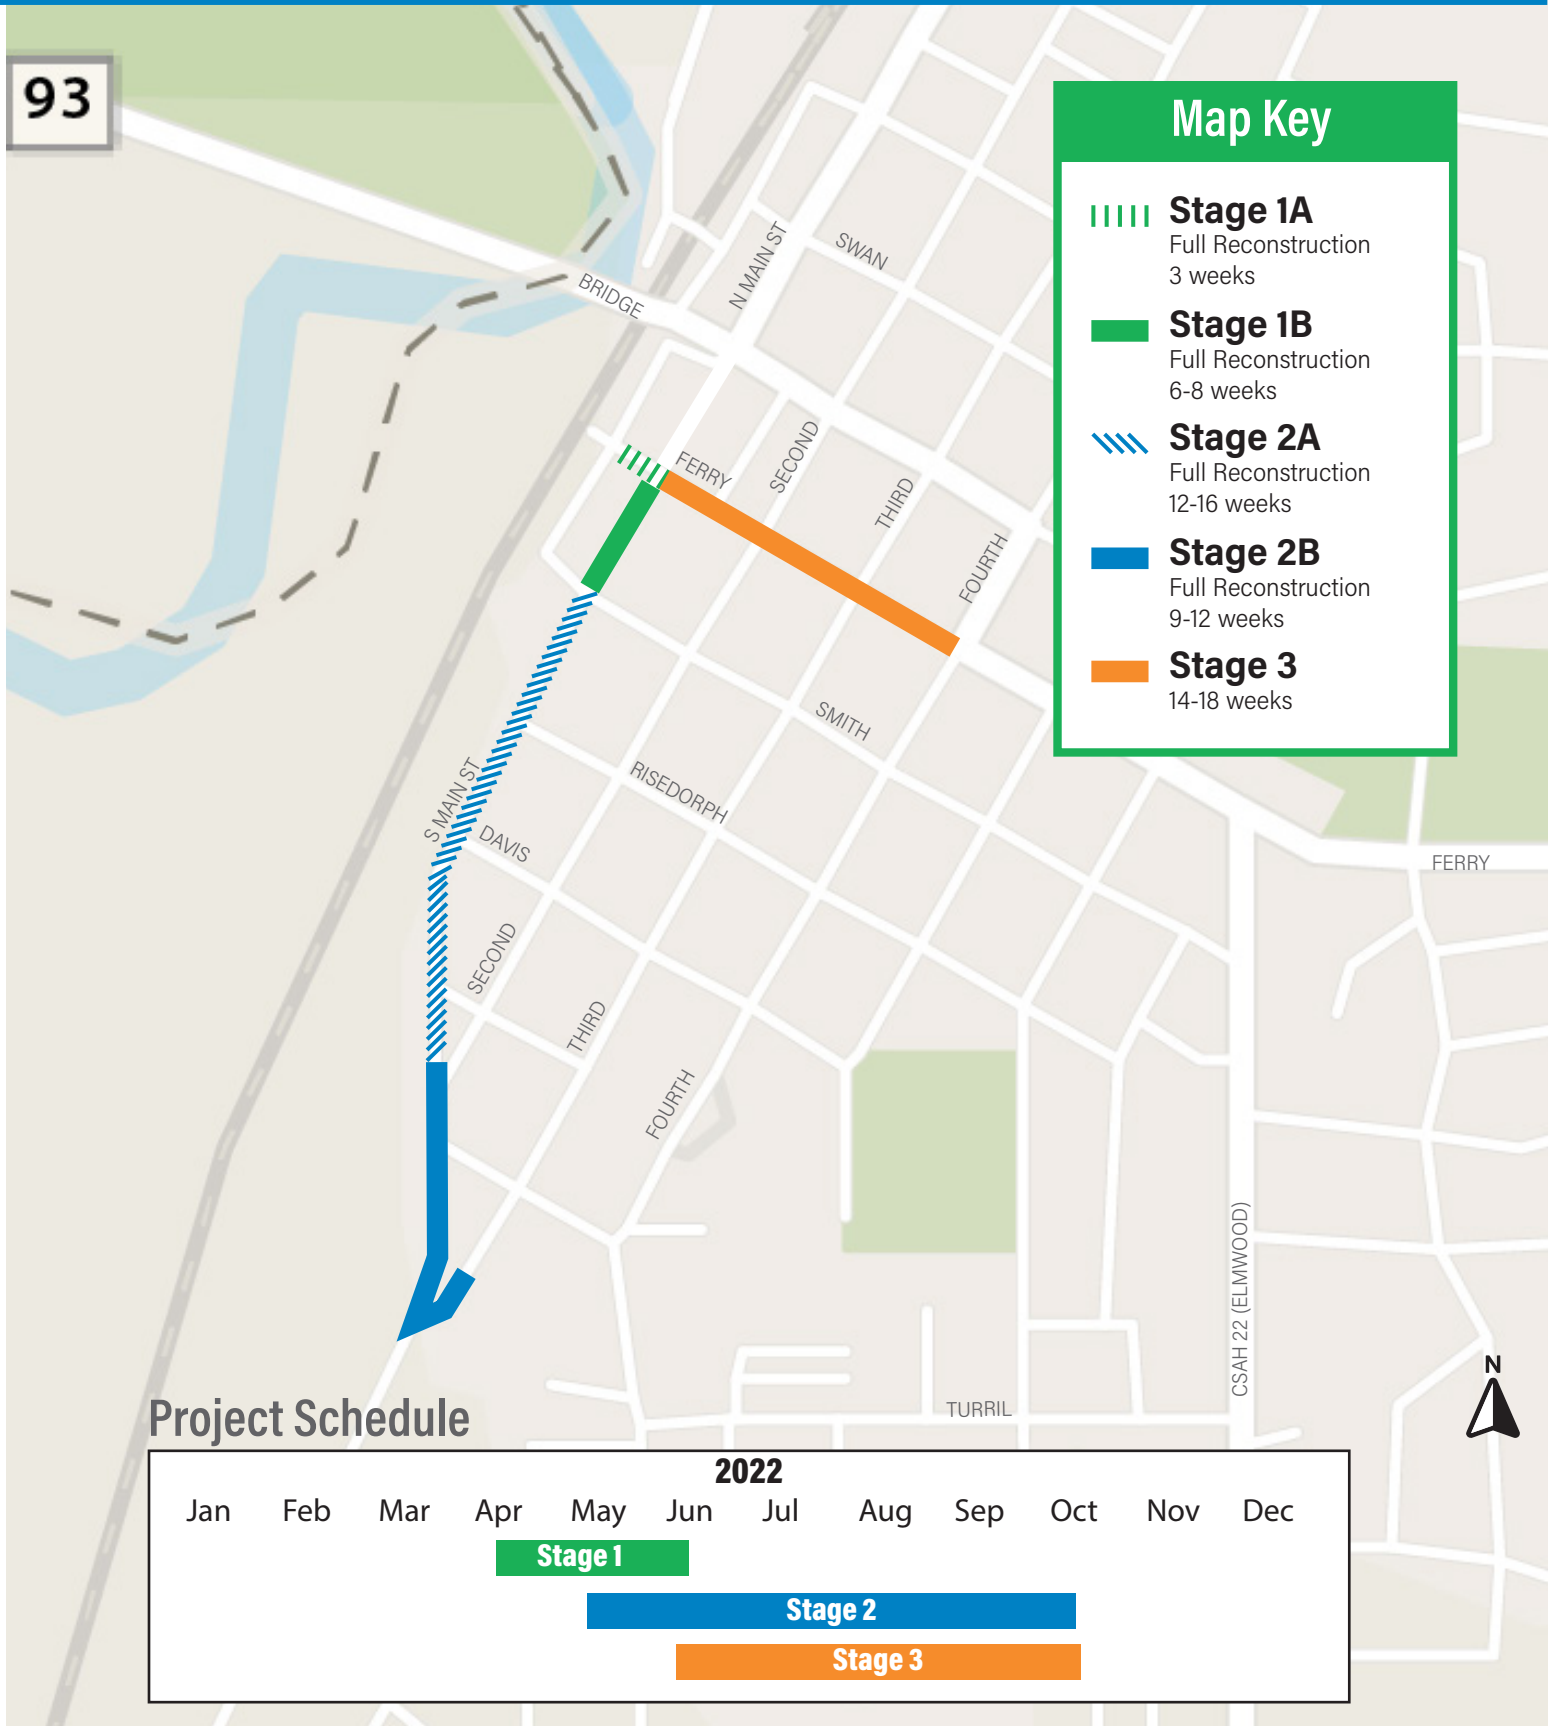 93
Map Key
Stage 1A
Full Reconstruction
3 weeks
Stage 1B
Full Reconstruction
6-8 weeks
Stage 2A
Full Reconstruction
12-16 weeks
Stage 2B
Full Reconstruction
9-12 weeks
Stage 3
14-18 weeks
N MAIN ST
SWAN
BRIDGE
FERRY
SECOND
THIRD
FOURTH
SMITH
RISEDORPH
S MAIN ST
DAVIS
FERRY
SECOND
THIRD
FOURTH
CSAH 22 (ELMWOOD)
TURRIL
N
Project Schedule
2022
Jan Feb Mar Apr May Jun Jul Aug Sep Oct Nov Dec
Stage 1
Stage 2
Stage 3